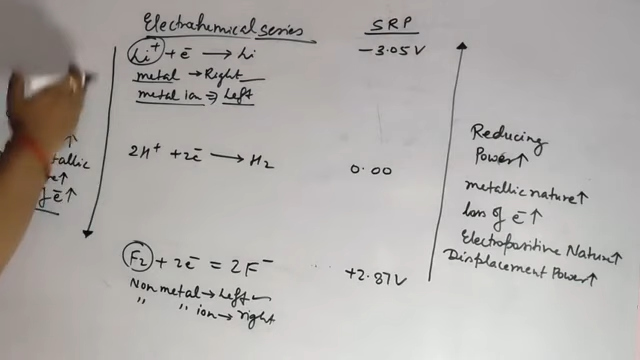 Electrochemical series
SRP
Li⁺ + e⁻ → Li
-3.05V
metal → Right
metal ion ⇒ Left
2H⁺ + 2e⁻ → H₂
0.00
F₂ + 2e⁻ = 2F⁻
+2.87V
Non metal → Left
" " ion → right
Reducing
Power↑
metallic nature↑
loss of e⁻↑
Electropositive Nature↑
Displacement Power↑